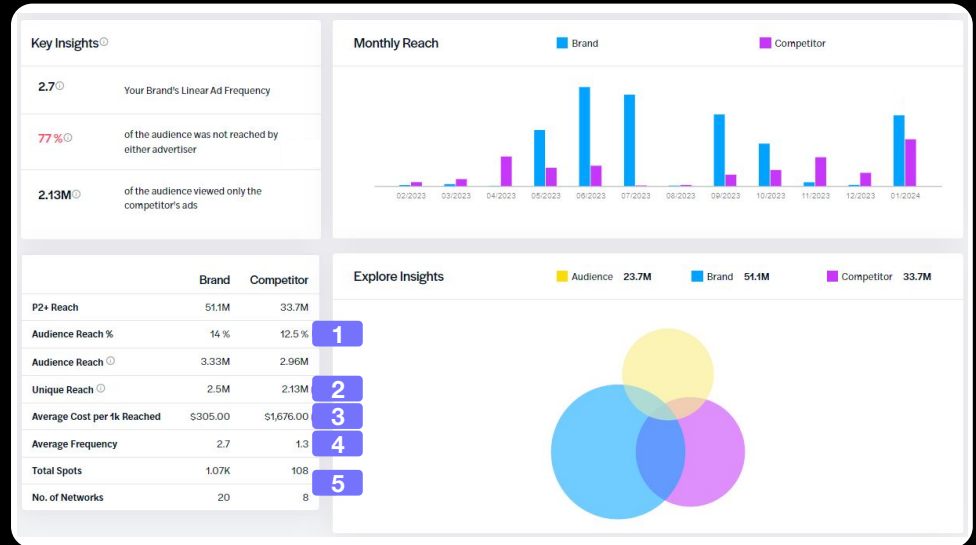 Key Insights
2.7
Your Brand's Linear Ad Frequency
77%
of the audience was not reached by
either advertiser
2.13M
of the audience viewed only the
competitor's ads
Monthly Reach
Brand
Competitor
02/2023 03/2023 04/2023 05/2023 06/2023 07/2023 08/2023 09/2023 10/2023 11/2023 12/2023 01/2024
Brand Competitor
P2+ Reach 51.1M 33.7M
Audience Reach % 14 % 12.5 % 1
Audience Reach 3.33M 2.96M
Unique Reach 2.5M 2.13M 2
Average Cost per 1k Reached $305.00 $1,676.00 3
Average Frequency 2.7 1.3 4
Total Spots 1.07K 108
5
No. of Networks 20 8
Explore Insights
Audience 23.7M
Brand 51.1M
Competitor 33.7M